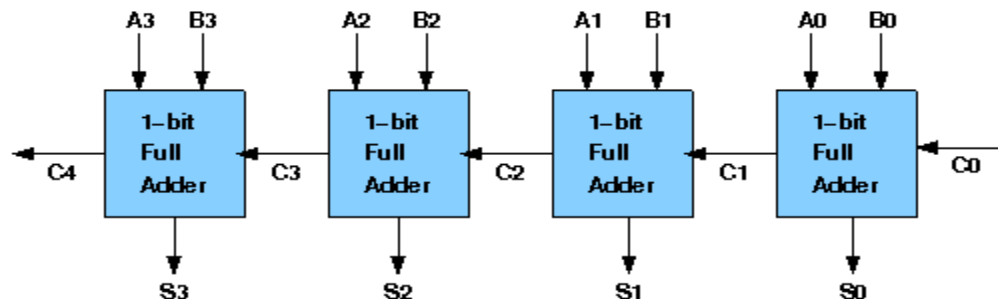 A3 B3 A2 B2 A1 B1 A0 B0
1-bit 1-bit 1-bit 1-bit
Full Full Full Full
C4 C3 C2 C1 C0
Adder Adder Adder Adder
S3 S2 S1 S0